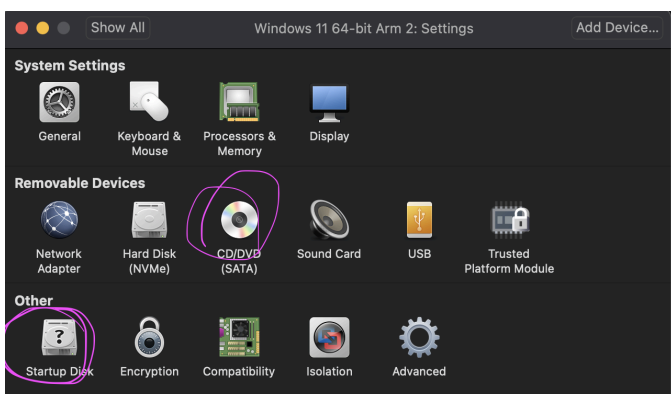 Show All Windows 11 64-bit Arm 2: Settings Add Device...
System Settings
General Keyboard & Processors & Display
Mouse Memory
Removable Devices
Network Hard Disk CD/DVD Sound Card USB Trusted
Adapter (NVMe) (SATA) Platform Module
Other
Startup Disk Encryption Compatibility Isolation Advanced